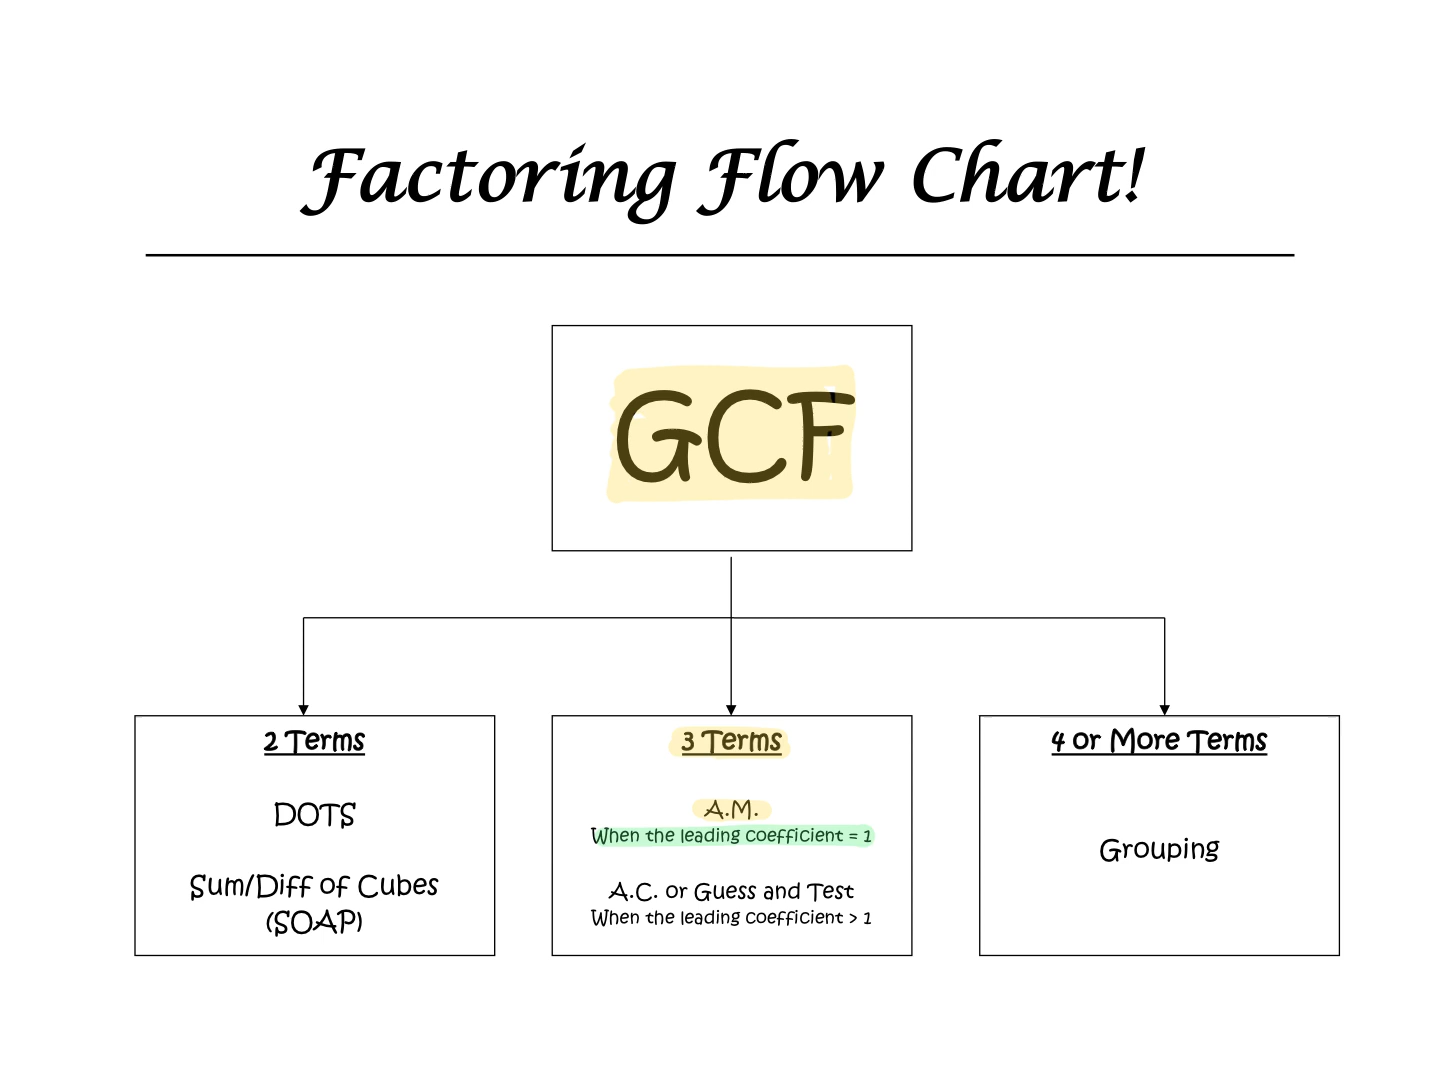 Factoring Flow Chart!
GCF
2 Terms
DOTS
Sum/Diff of Cubes
(SOAP)
3 Terms
A.M.
When the leading coefficient = 1
A.C. or Guess and Test
When the leading coefficient > 1
4 or More Terms
Grouping